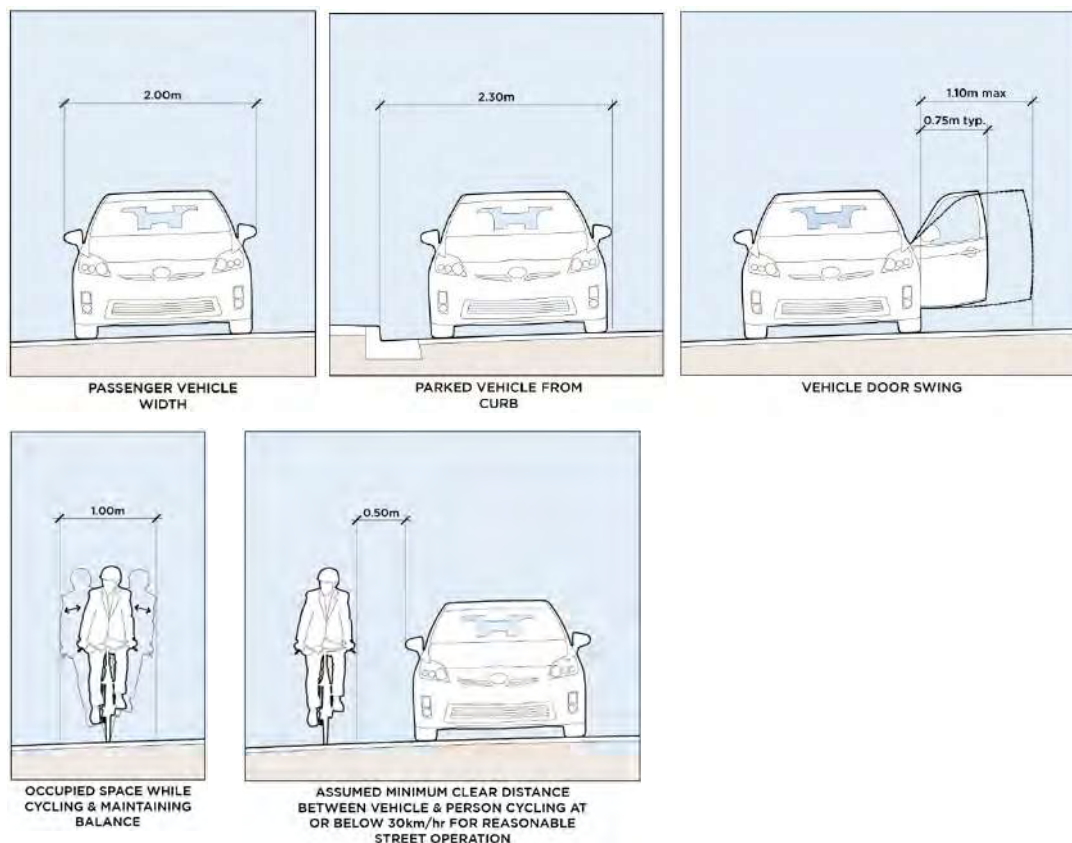 2.00m
PASSENGER VEHICLE
WIDTH
2.30m
PARKED VEHICLE FROM
CURB
1.10m max
0.75m typ.
VEHICLE DOOR SWING
1.00m
OCCUPIED SPACE WHILE
CYCLING & MAINTAINING
BALANCE
0.50m
ASSUMED MINIMUM CLEAR DISTANCE
BETWEEN VEHICLE & PERSON CYCLING AT
OR BELOW 30km/hr FOR REASONABLE
STREET OPERATION